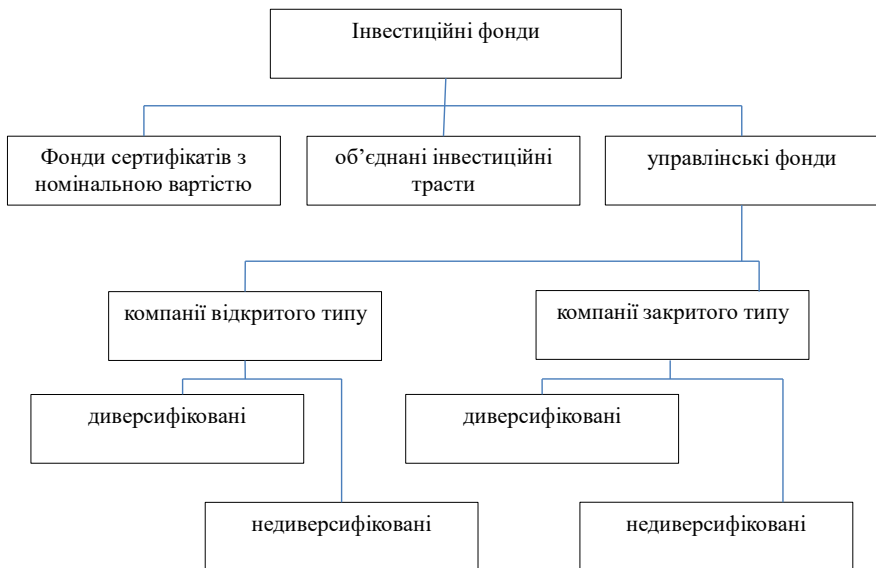 Інвестиційні фонди
Фонди сертифікатів з
номінальною вартістю
об’єднані інвестиційні
трасти
управлінські фонди
компанії відкритого типу
компанії закритого типу
диверсифіковані
диверсифіковані
недиверсифіковані
недиверсифіковані